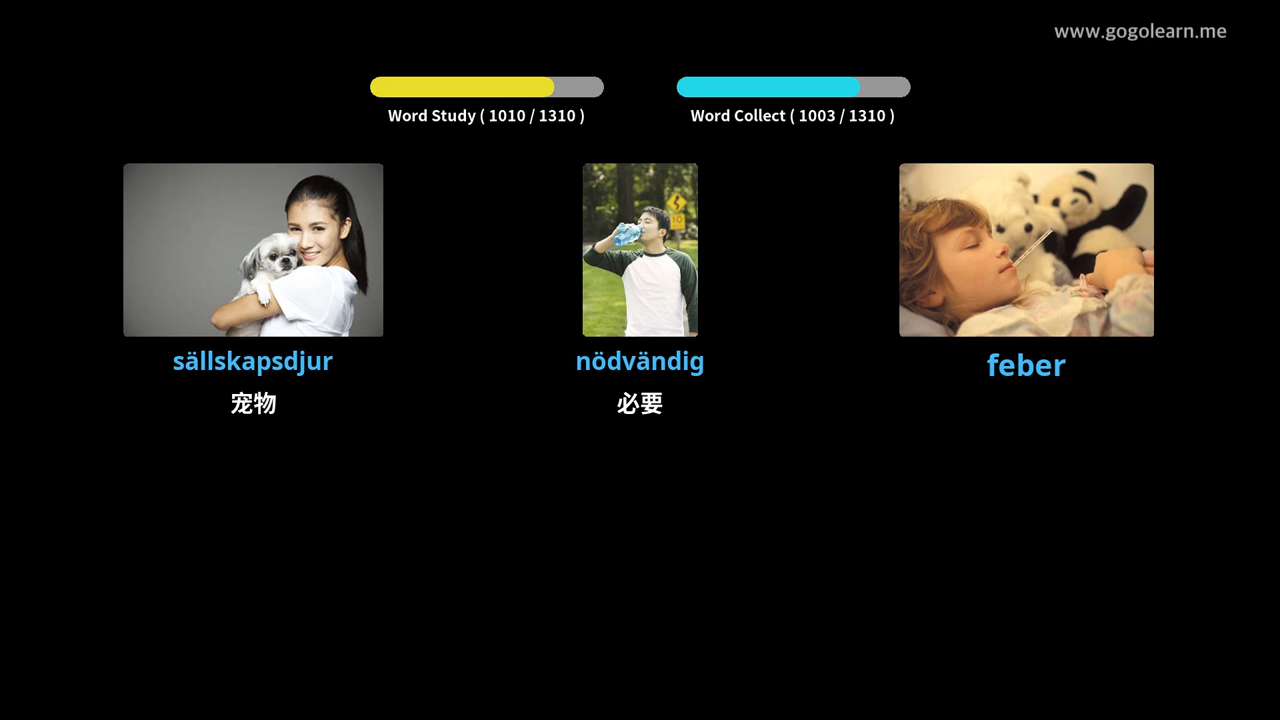 www.gogolearn.me
Word Study ( 1010 / 1310 )
Word Collect ( 1003 / 1310 )
sällskapsdjur
宠物
nödvändig
必要
feber